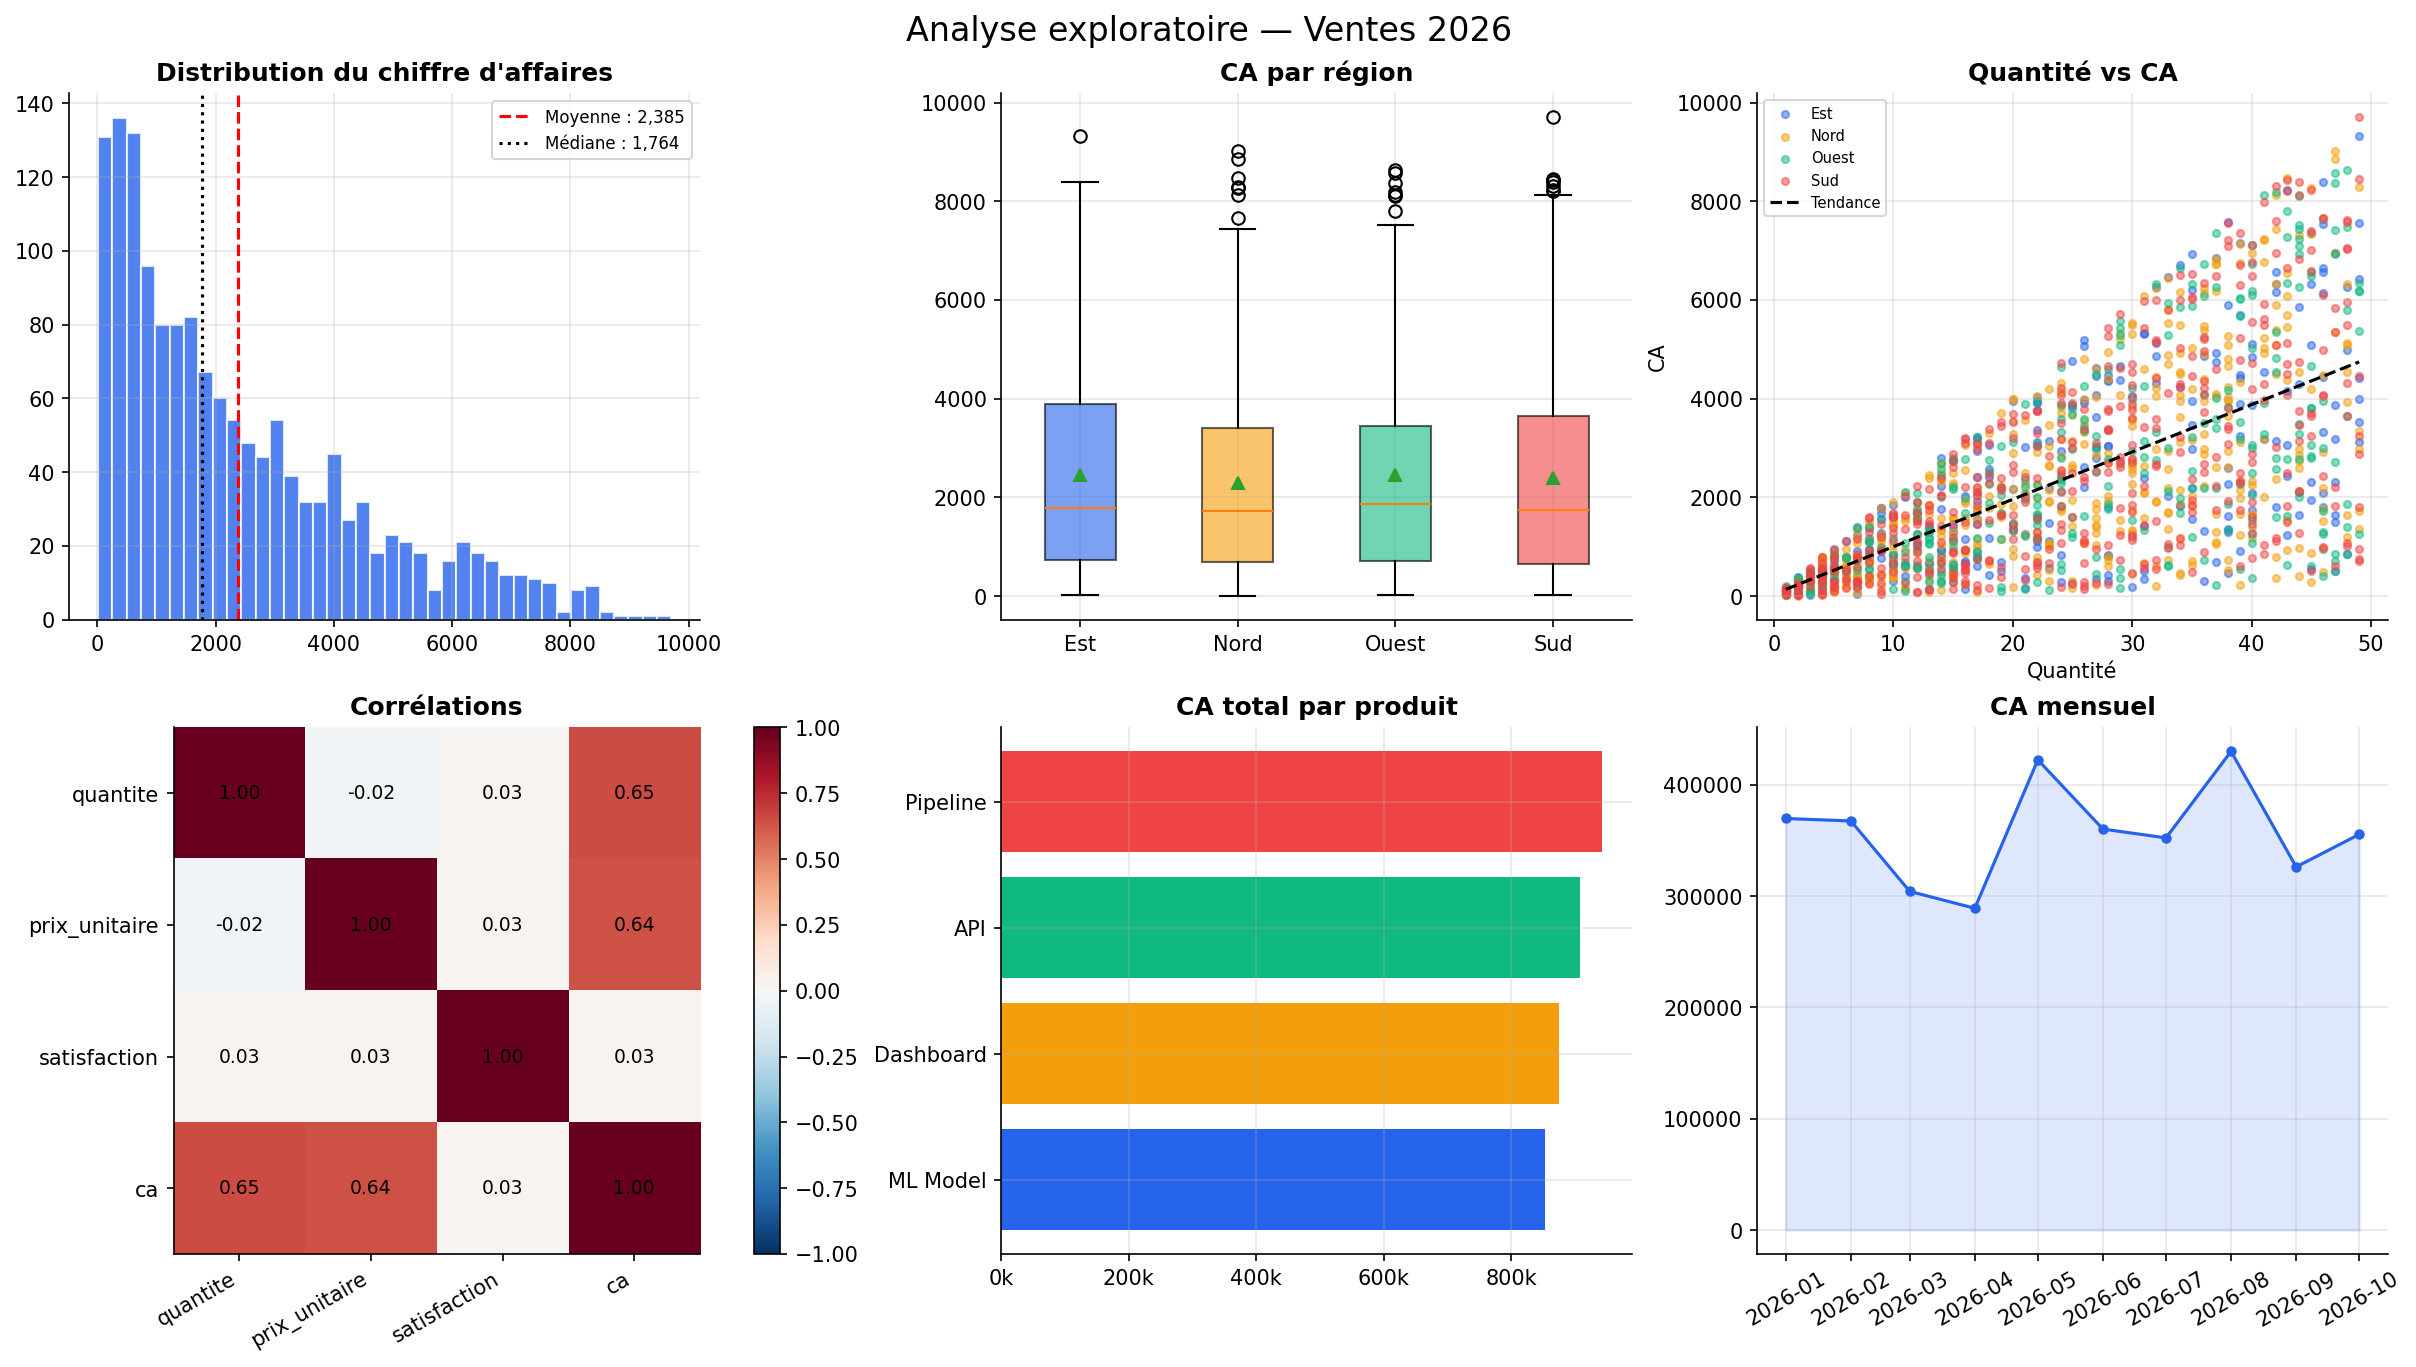 Analyse exploratoire — Ventes 2026
Distribution du chiffre d'affaires
140
120
100
80
60
40
20
0
0 2000 4000 6000 8000 10000
Moyenne : 2,385
Médiane : 1,764
CA par région
10000
8000
6000
4000
2000
0
Est Nord Ouest Sud
Quantité vs CA
CA
10000
8000
6000
4000
2000
0
0 10 20 30 40 50
Quantité
Est
Nord
Ouest
Sud
Tendance
Corrélations
quantite 1.00 -0.02 0.03 0.65
prix_unitaire -0.02 1.00 0.03 0.64
satisfaction 0.03 0.03 1.00 0.03
ca 0.65 0.64 0.03 1.00
quantite prix_unitaire satisfaction ca
1.00
0.75
0.50
0.25
0.00
−0.25
−0.50
−0.75
−1.00
CA total par produit
Pipeline
API
Dashboard
ML Model
0k 200k 400k 600k 800k
CA mensuel
400000
300000
200000
100000
0
2026-01 2026-02 2026-03 2026-04 2026-05 2026-06 2026-07 2026-08 2026-09 2026-10